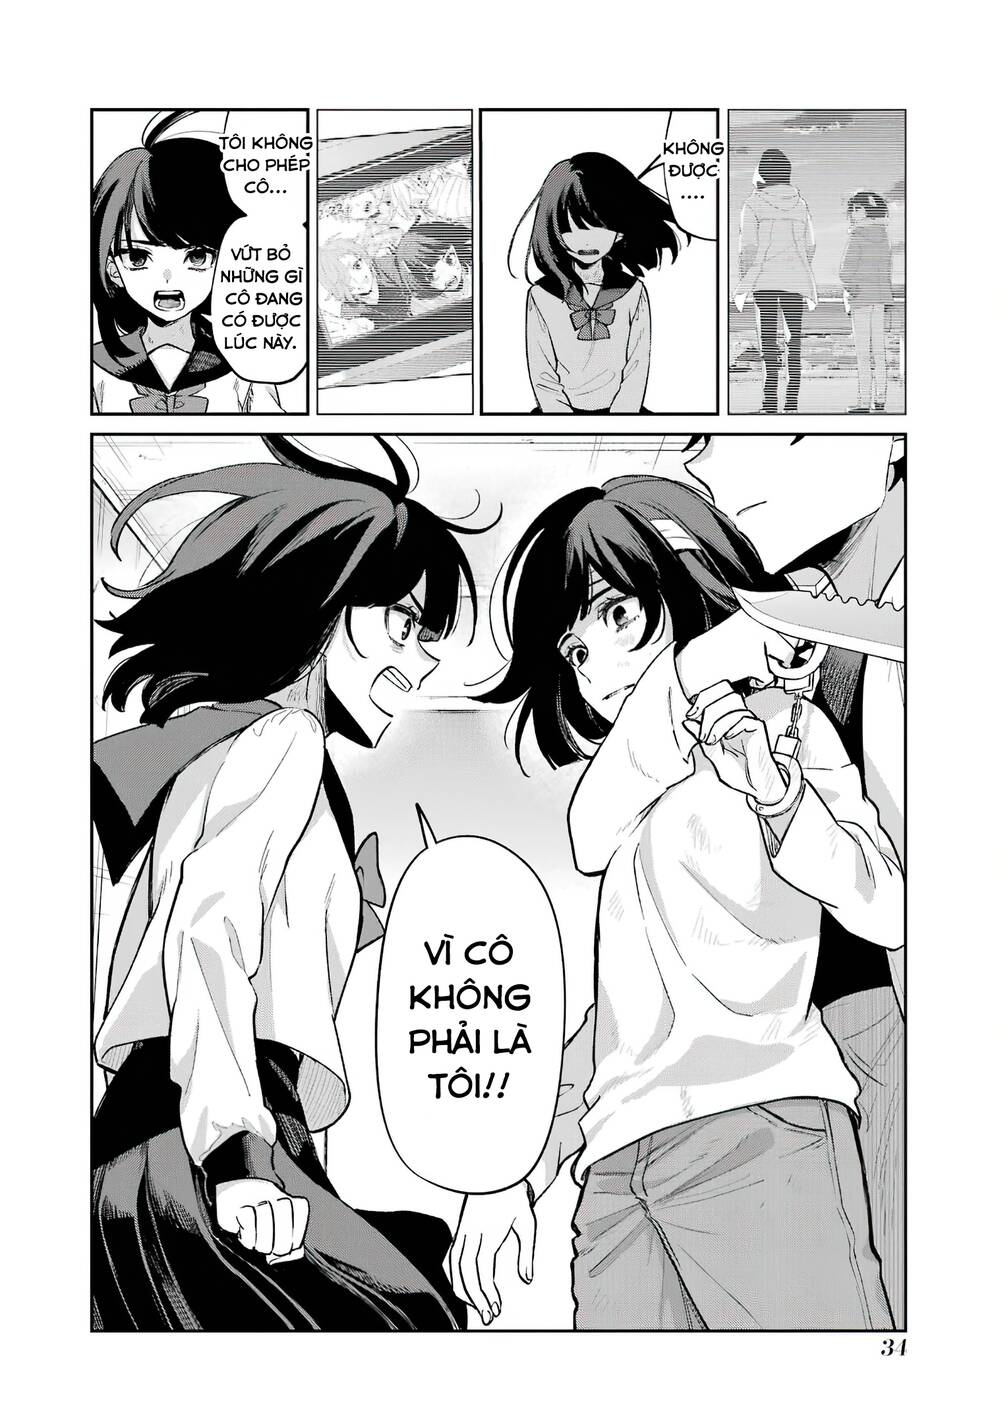 KHÔNG
ĐƯỢC
....
TÔI KHÔNG
CHO PHÉP
CÔ...
VỨT BỎ
NHỮNG GÌ
CÔ ĐANG
CÓ ĐƯỢC
LÚC NÀY.
VÌ CÔ
KHÔNG
PHẢI LÀ
TÔI!!
34